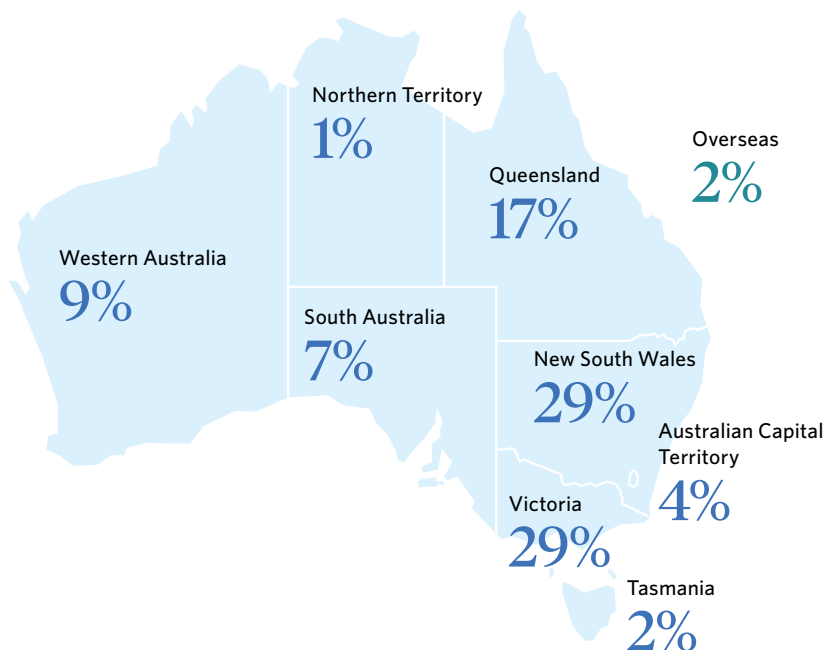 Northern Territory
1%
Overseas
2%
Queensland
17%
Western Australia
9%
South Australia
7%
New South Wales
29%
Australian Capital
Territory
4%
Victoria
29%
Tasmania
2%